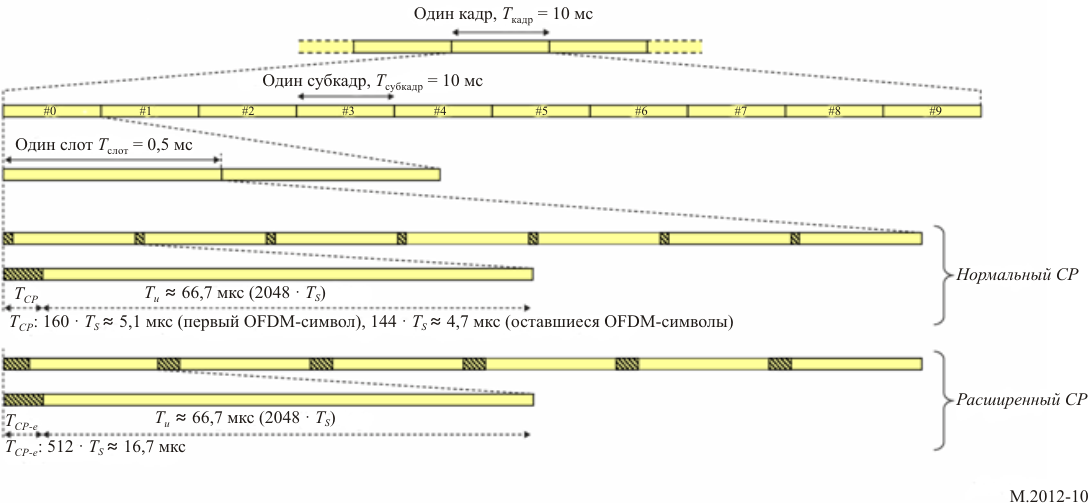 Один кадр, Tкадр = 10 мс
Один субкадр, Tсубкадр = 10 мс
#0 #1 #2 #3 #4 #5 #6 #7 #8 #9
Один слот Tслот = 0,5 мс
Нормальный CP
TCP Tu ≈ 66,7 мкс (2048 · TS)
TCP: 160 · TS ≈ 5,1 мкс (первый OFDM-символ), 144 · TS ≈ 4,7 мкс (оставшиеся OFDM-символы)
Расширенный CP
TCP-e Tu ≈ 66,7 мкс (2048 · TS)
TCP-e: 512 · TS ≈ 16,7 мкс
M.2012-10